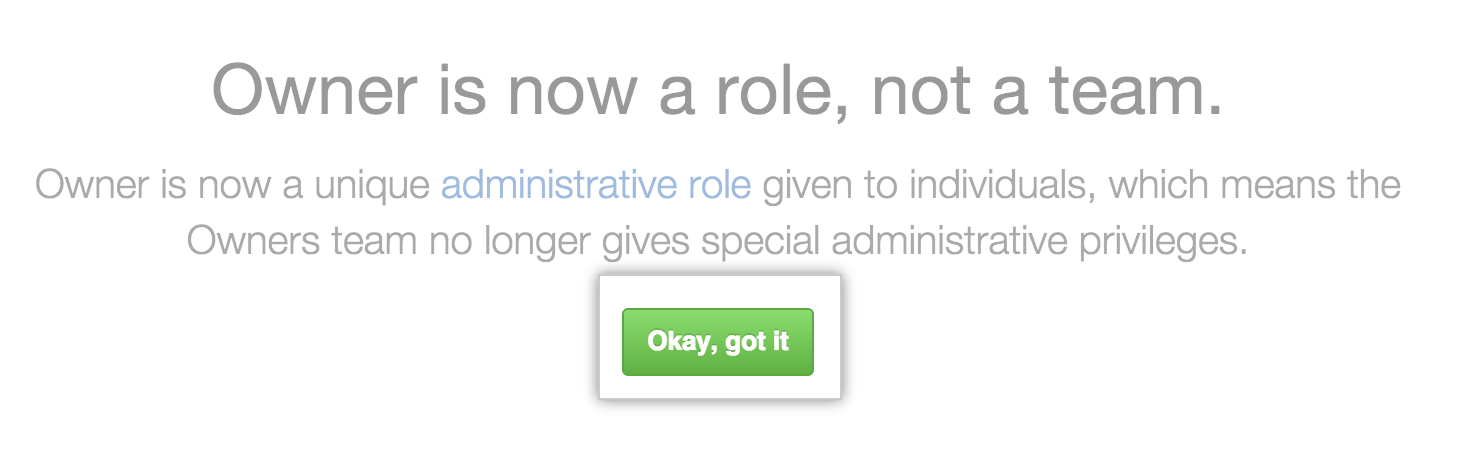 Owner is now a role, not a team.
Owner is now a unique administrative role given to individuals, which means the
Owners team no longer gives special administrative privileges.
Okay, got it